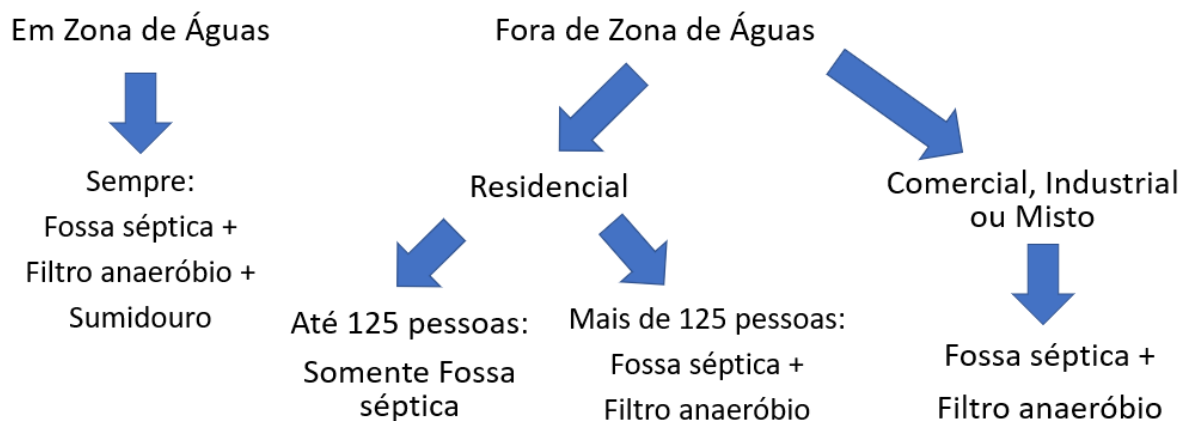 Em Zona de Águas
Sempre:
Fossa séptica +
Filtro anaeróbio +
Sumidouro
Fora de Zona de Águas
Residencial
Até 125 pessoas:
Somente Fossa
séptica
Mais de 125 pessoas:
Fossa séptica +
Filtro anaeróbio
Comercial, Industrial
ou Misto
Fossa séptica +
Filtro anaeróbio